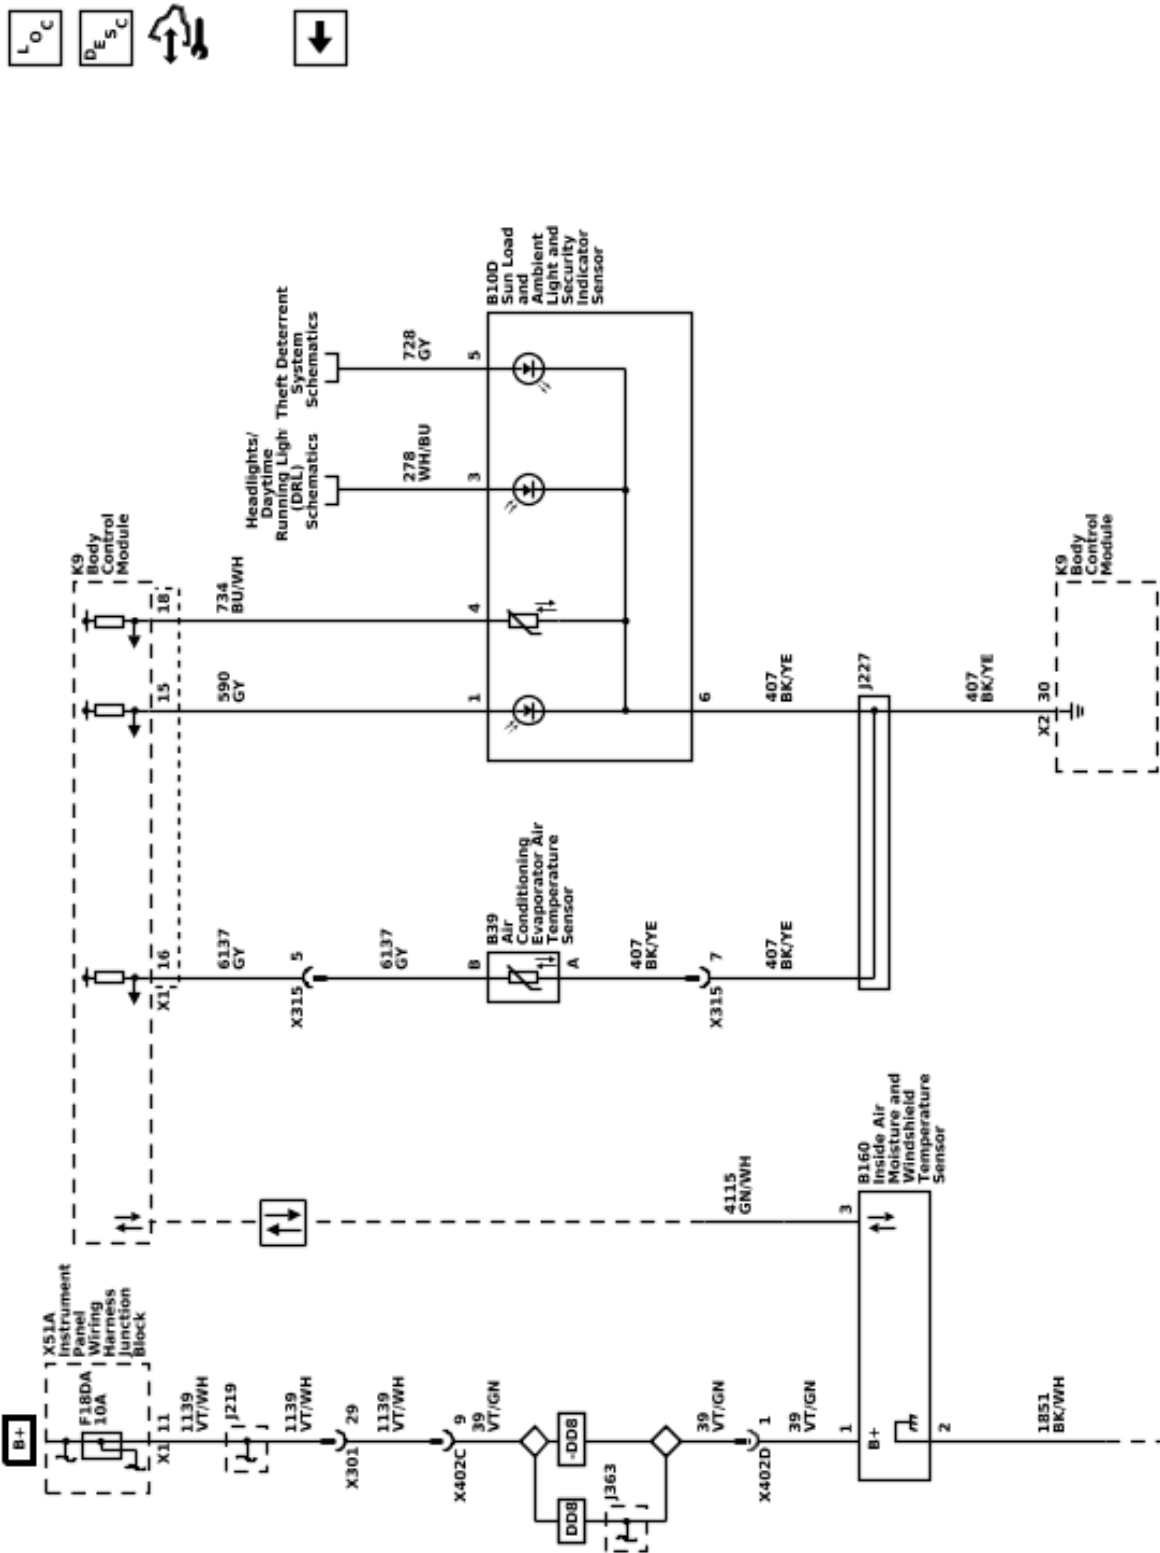 LOC
DESC
B+
X51A
Instrument
Panel
Wiring
Harness
Junction
Block
F18DA
10A
X1
11
1139
VT/WH
J219
1139
VT/WH
X301
29
1139
VT/WH
X402C
9
39
VT/GN
DD8
-DD8
J363
39
VT/GN
X402D
1
39
VT/GN
1
B+
2
1851
BK/WH
B160
Inside Air
Moisture and
Windshield
Temperature
Sensor
3
4115
GN/WH
K9
Body
Control
Module
X1
16
15
18
6137
GY
X315
5
6137
GY
B
B39
Air
Conditioning
Evaporator Air
Temperature
Sensor
A
407
BK/YE
X315
7
407
BK/YE
590
GY
1
734
BU/WH
4
Headlights/
Daytime
Running Ligh
(DRL)
Schematics
278
WH/BU
3
Theft Deterrent
System
Schematics
728
GY
5
B10D
Sun Load
and
Ambient
Light and
Security
Indicator
Sensor
6
407
BK/YE
J227
407
BK/YE
X2
30
K9
Body
Control
Module